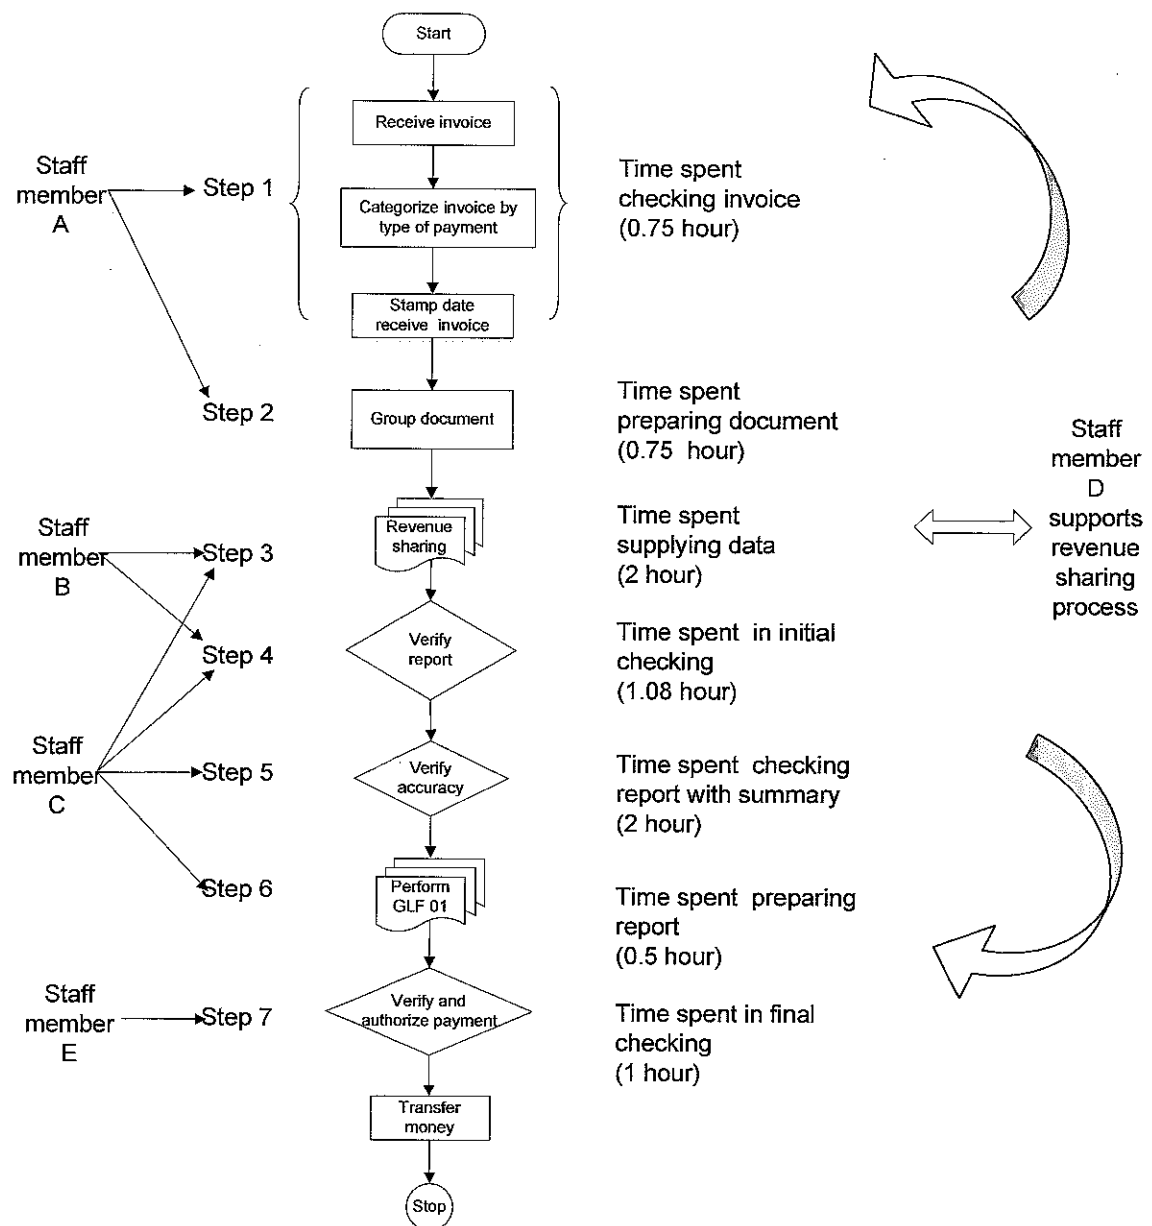 Start
Receive invoice
Staff
member
A
Step 1
Categorize invoice by
type of payment
Time spent
checking invoice
(0.75 hour)
Stamp date
receive invoice
Step 2
Group document
Time spent
preparing document
(0.75 hour)
Staff
member
B
Step 3
Revenue
sharing
Time spent
supplying data
(2 hour)
Staff
member
D
supports
revenue
sharing
process
Step 4
Verify
report
Time spent in initial
checking
(1.08 hour)
Staff
member
C
Step 5
Verify
accuracy
Time spent checking
report with summary
(2 hour)
Step 6
Perform
GLF 01
Time spent preparing
report
(0.5 hour)
Staff
member
E
Step 7
Verify and
authorize payment
Time spent in final
checking
(1 hour)
Transfer
money
Stop